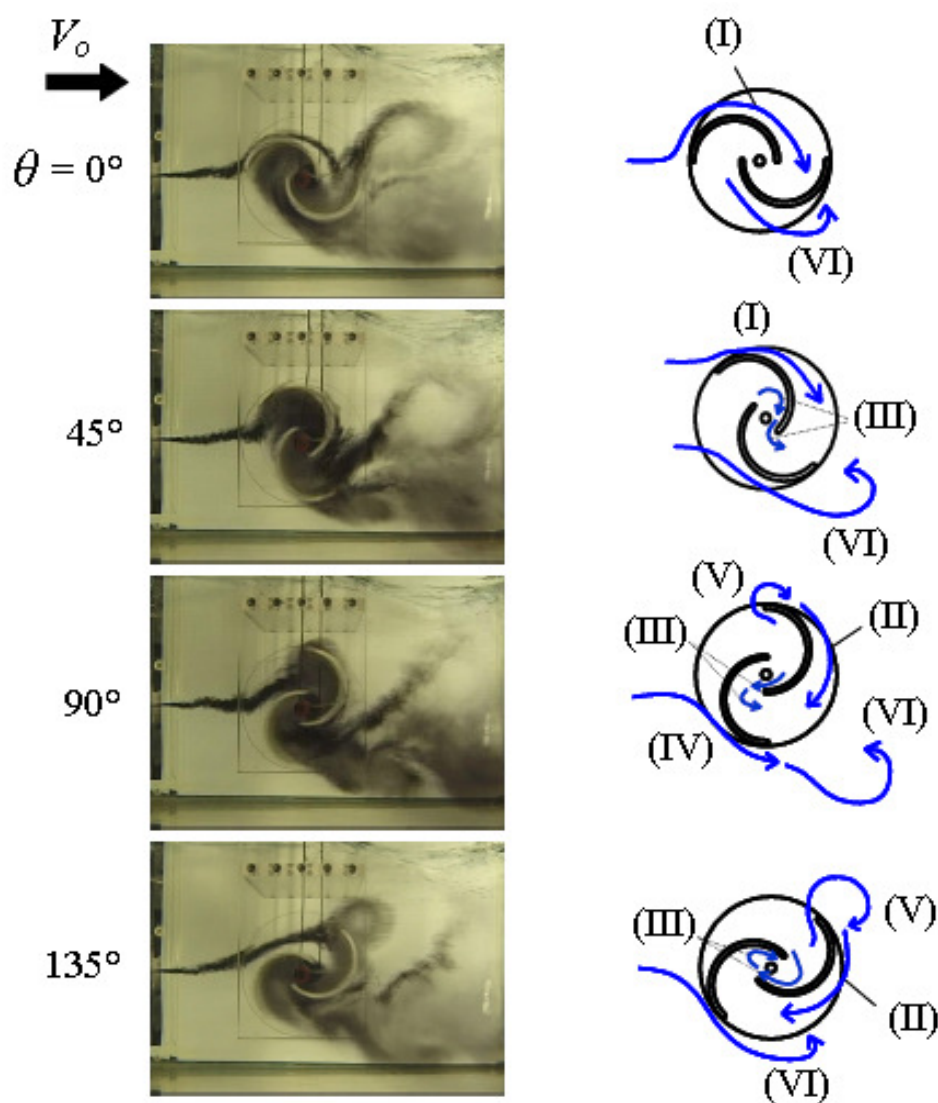 V_o
θ = 0°
(I)
(VI)
45°
(I)
(III)
(VI)
90°
(V)
(III)
(II)
(VI)
(IV)
135°
(V)
(III)
(II)
(VI)